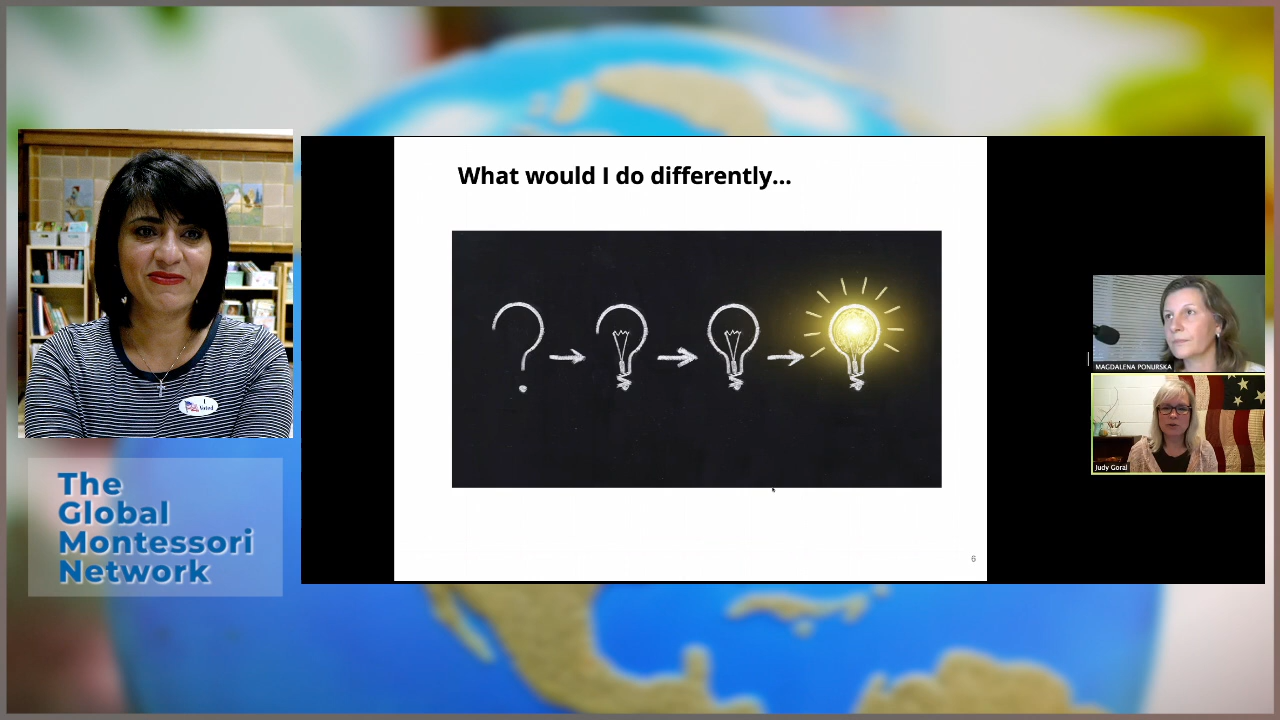 What would I do differently...
I
Voted
The
Global
Montessori
Network
MAGDALENA PONURSKA
Judy Goral
6